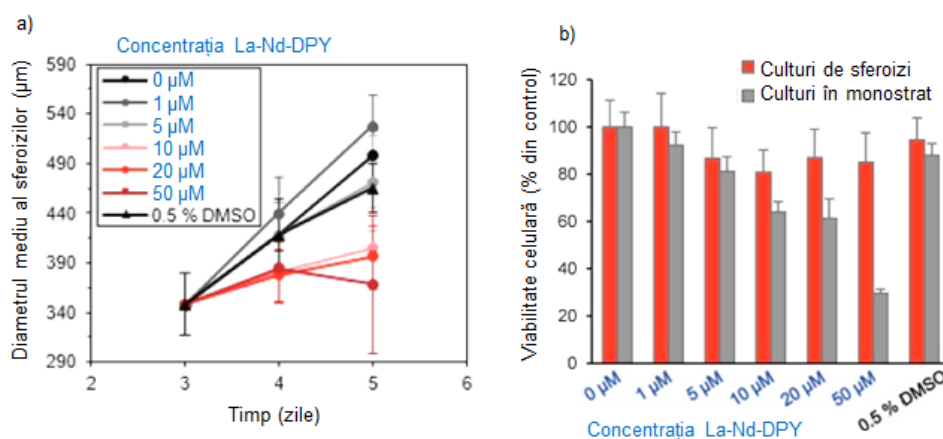 a)
Concentrația La-Nd-DPY
Diametrul mediu al sferoizilor (µm)
590
540
490
440
390
340
290
0 µM
1 µM
5 µM
10 µM
20 µM
50 µM
0.5 % DMSO
2 3 4 5 6
Timp (zile)
b)
Viabilitate celulară (% din control)
120
100
80
60
40
20
0
Culturi de sferoizi
Culturi în monostrat
0 µM 1 µM 5 µM 10 µM 20 µM 50 µM 0.5 % DMSO
Concentrația La-Nd-DPY